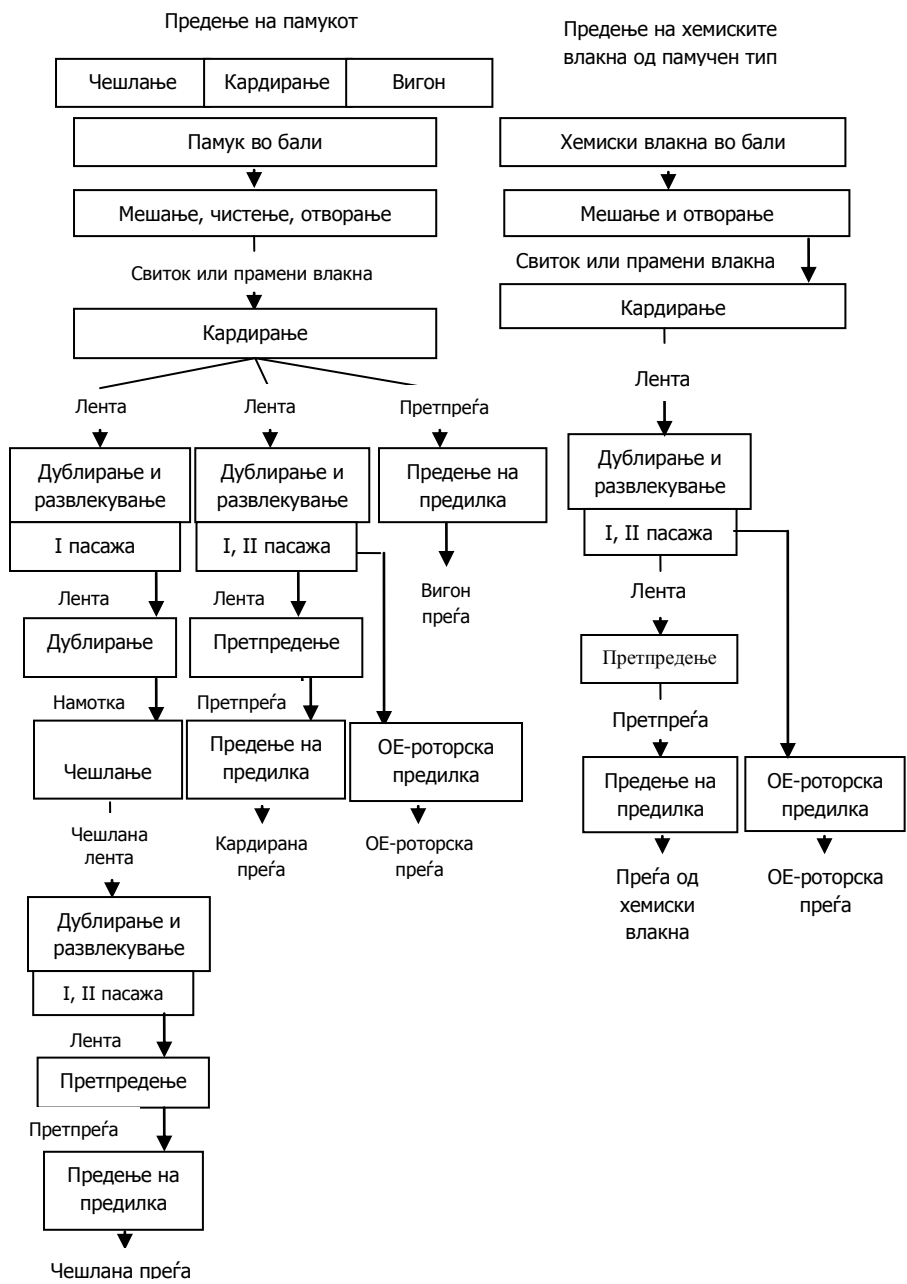 Предење на памукот
Предење на хемиските
влакна од памучен тип
Чешлање Кардирање Вигон
Памук во бали
Хемиски влакна во бали
Мешање, чистење, отворање
Мешање и отворање
Свиток или прамени влакна
Свиток или прамени влакна
Кардирање
Кардирање
Лента
Лента
Лента
Претпреѓа
Дублирање и
развлекување
I пасажа
Дублирање и
развлекување
I, II пасажа
Предење на
предилка
Дублирање и
развлекување
I, II пасажа
Вигон
преѓа
Лента
Лента
Лента
Дублирање
Претпредење
Претпредење
Намотка
Претпреѓа
Претпреѓа
Чешлање
Предење на
предилка
ОЕ-роторска
предилка
Предење на
предилка
ОЕ-роторска
предилка
Чешлана
лента
Кардирана
преѓа
ОЕ-роторска
преѓа
Преѓа од
хемиски
влакна
ОЕ-роторска
преѓа
Дублирање и
развлекување
I, II пасажа
Лента
Претпредење
Претпреѓа
Предење на
предилка
Чешлана преѓа